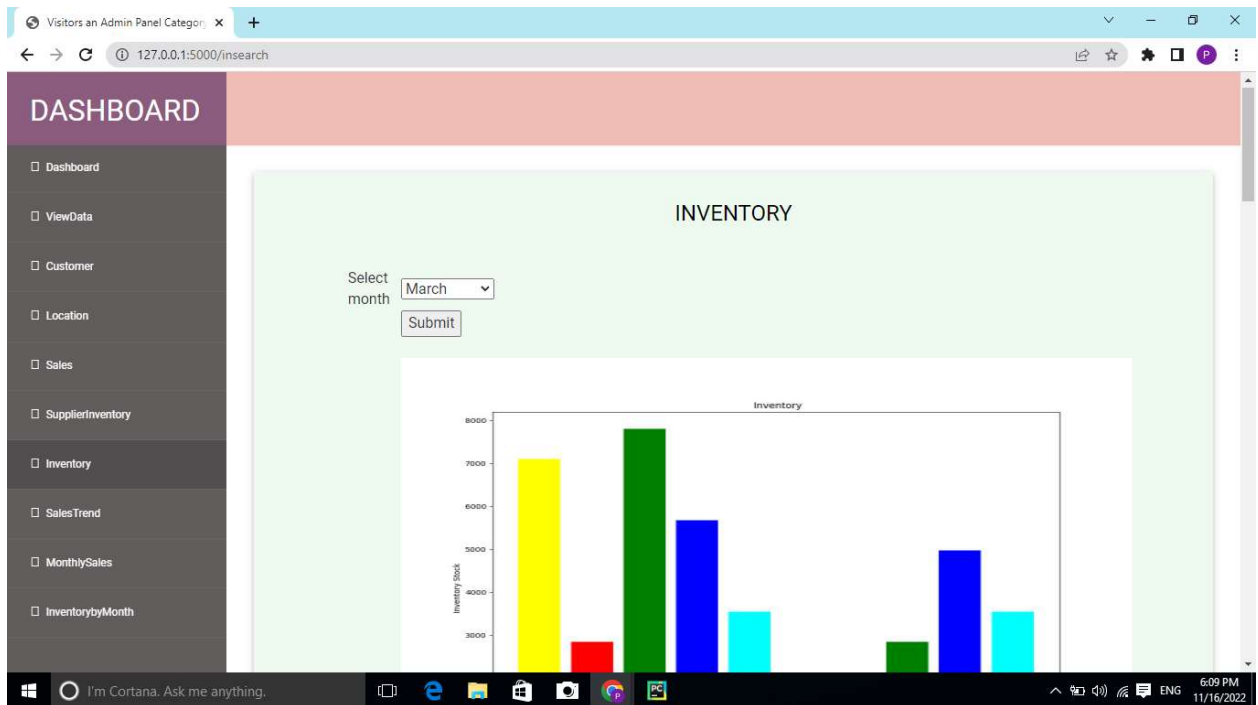 Visitors an Admin Panel Categor
127.0.0.1:5000/insearch
P
DASHBOARD
Dashboard
ViewData
Customer
Location
Sales
SupplierInventory
Inventory
SalesTrend
MonthlySales
InventorybyMonth
INVENTORY
Select
month
March
Submit
Inventory
8000
7000
6000
5000
4000
3000
Inventory Stock
I'm Cortana. Ask me anything.
P
PC
ENG
6:09 PM
11/16/2022